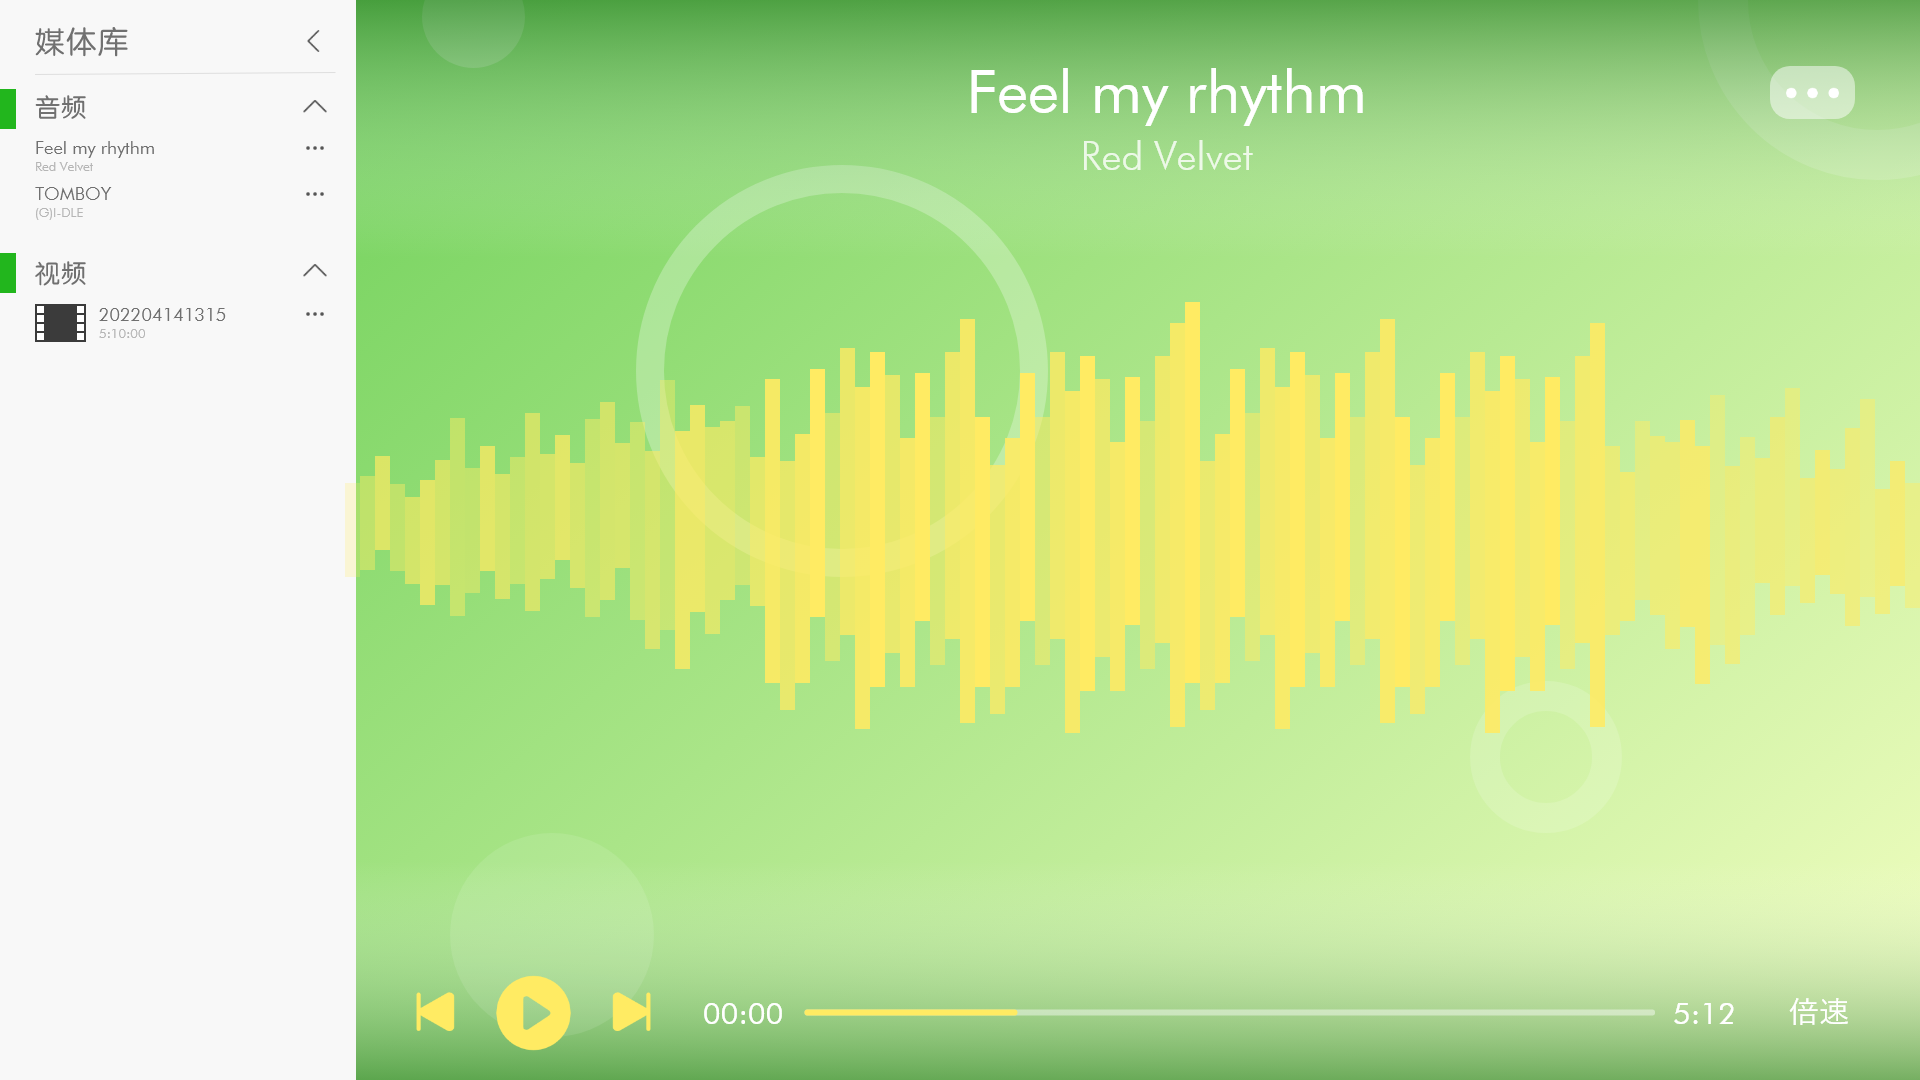 媒体库
音频
Feel my rhythm
Red Velvet
TOMBOY
(G)I-DLE
视频
202204141315
5:10:00
Feel my rhythm
Red Velvet
00:00
5:12
倍速